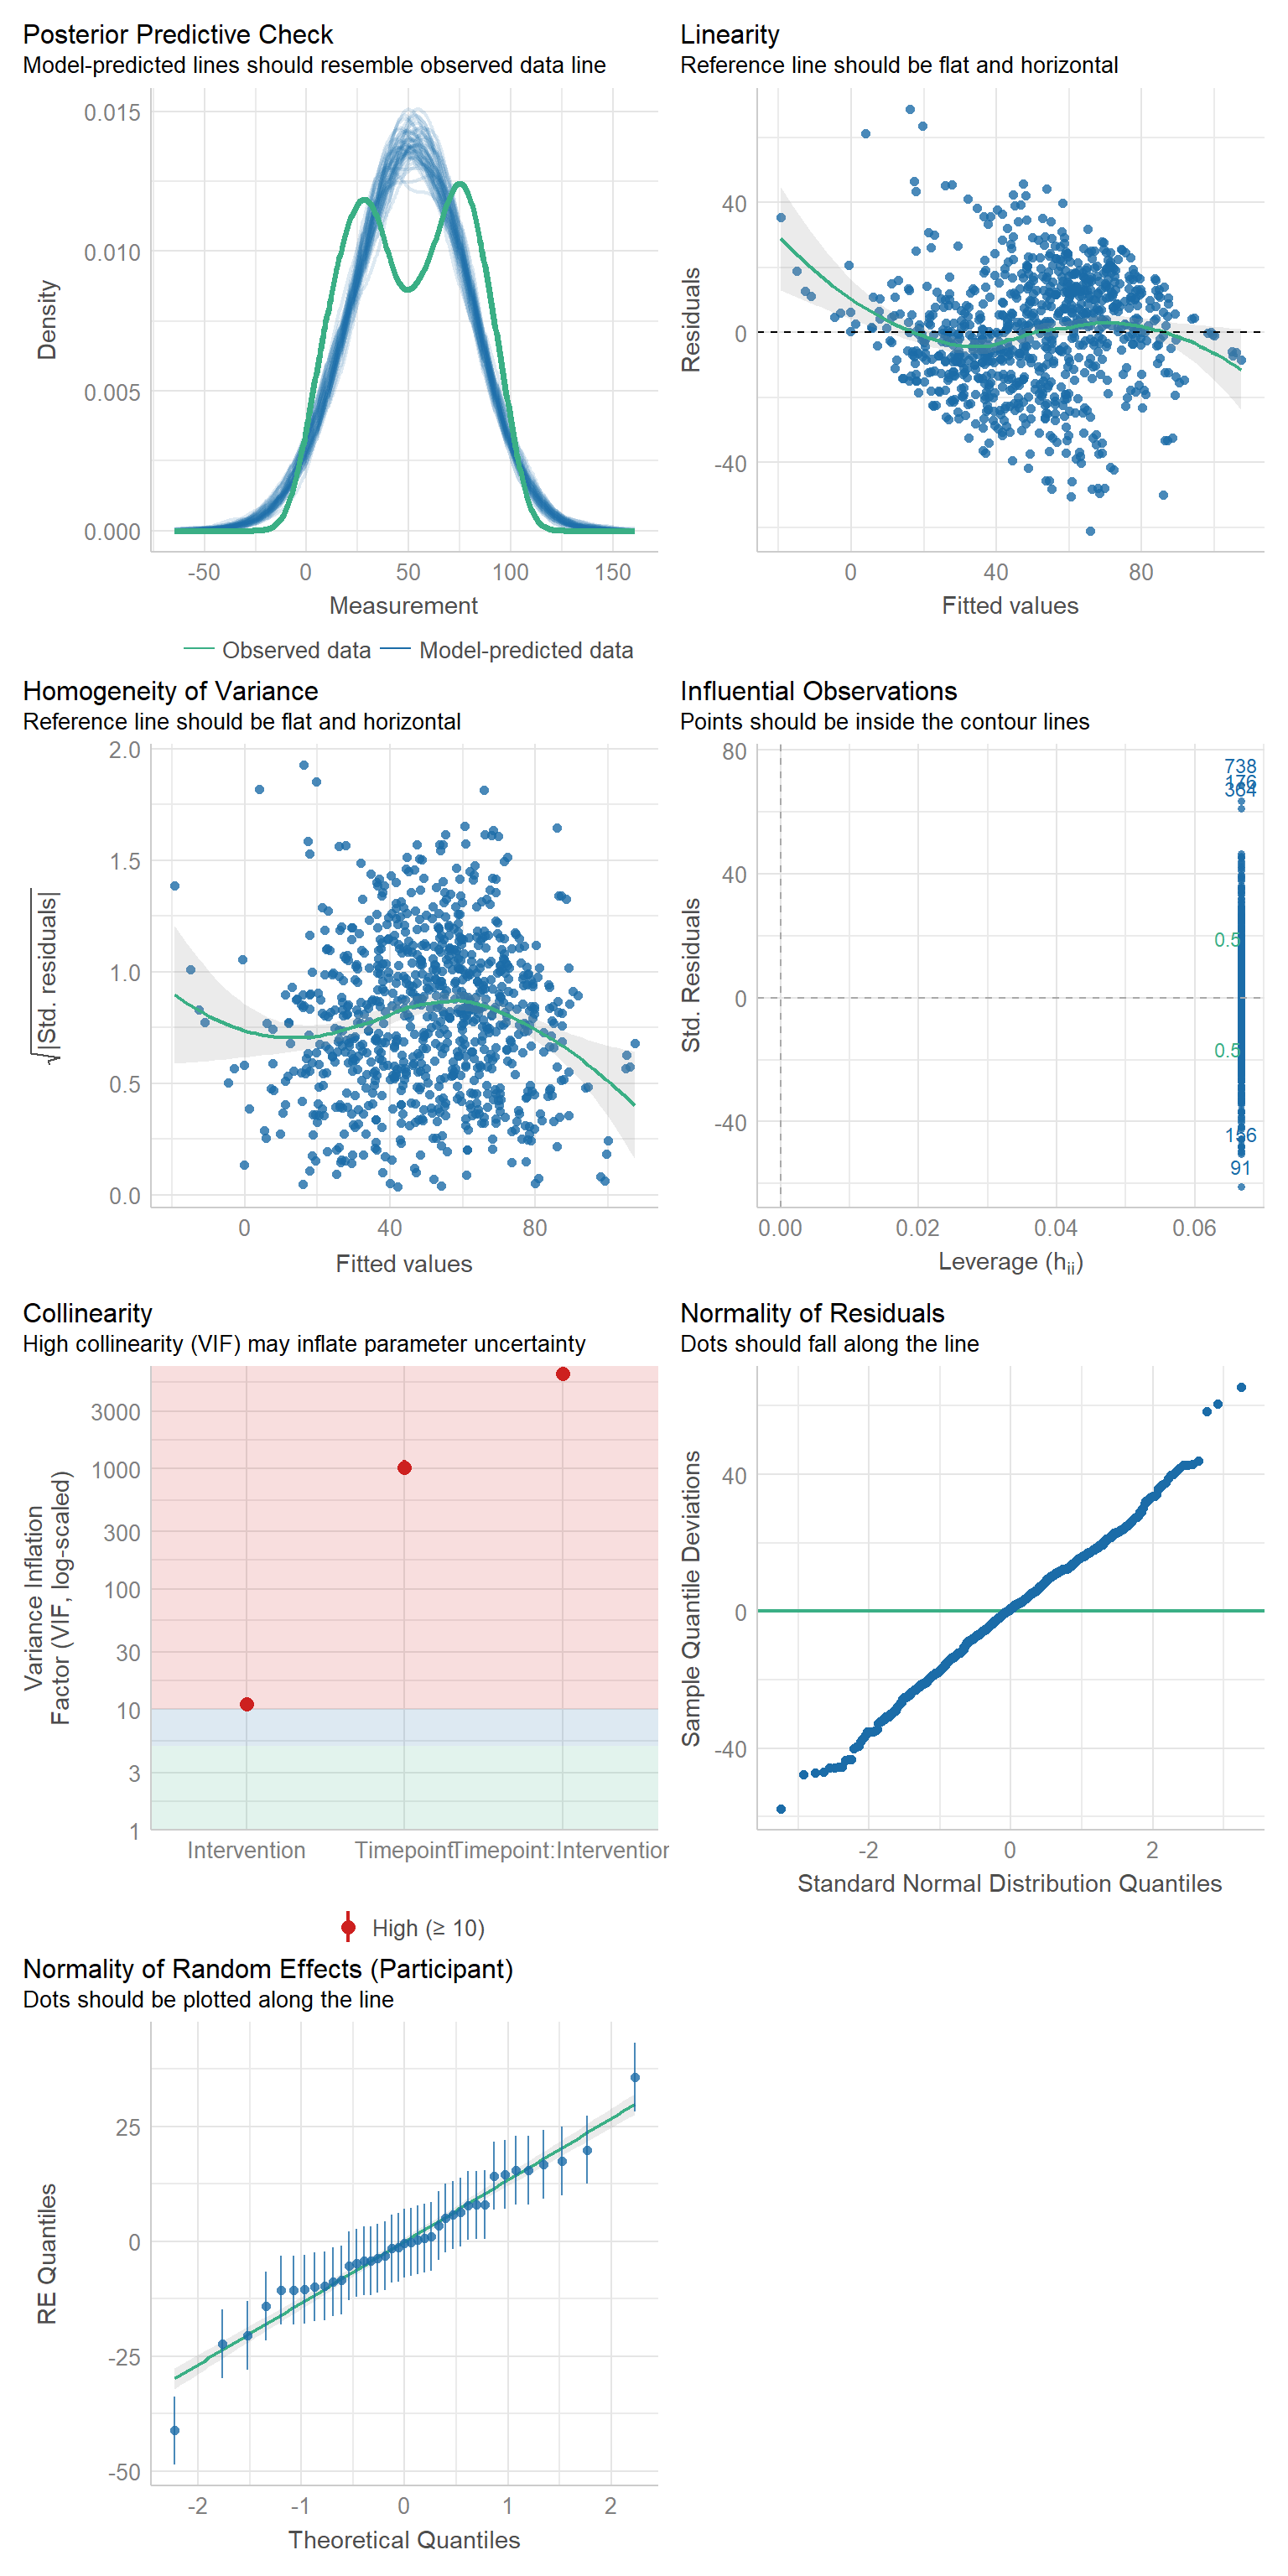 Posterior Predictive Check
Model-predicted lines should resemble observed data line
0.015
0.010
0.005
0.000
Density
-50 0 50 100 150
Measurement
Observed data Model-predicted data
Linearity
Reference line should be flat and horizontal
40
0
-40
Residuals
0 40 80
Fitted values
Homogeneity of Variance
Reference line should be flat and horizontal
2.0
1.5
1.0
0.5
0.0
√|Std. residuals|
0 40 80
Fitted values
Influential Observations
Points should be inside the contour lines
80
40
0
-40
Std. Residuals
738
176
364
0.5
0.5
156
91
0.00 0.02 0.04 0.06
Leverage (hii)
Collinearity
High collinearity (VIF) may inflate parameter uncertainty
3000
1000
300
100
30
10
3
1
Variance Inflation
Factor (VIF, log-scaled)
Intervention Timepoint Timepoint:Intervention
High (≥ 10)
Normality of Residuals
Dots should fall along the line
40
0
-40
Sample Quantile Deviations
-2 0 2
Standard Normal Distribution Quantiles
Normality of Random Effects (Participant)
Dots should be plotted along the line
25
0
-25
-50
RE Quantiles
-2 -1 0 1 2
Theoretical Quantiles